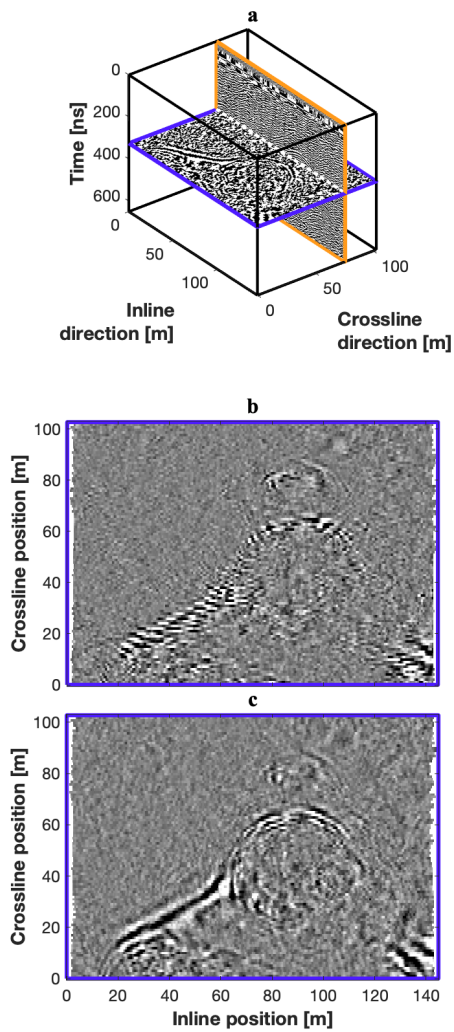 a
Time [ns]
0
200
400
600
0
50
100
0
50
100
Inline
direction [m]
Crossline
direction [m]
b
Crossline position [m]
100
80
60
40
20
0
c
Crossline position [m]
100
80
60
40
20
0
0 20 40 60 80 100 120 140
Inline position [m]